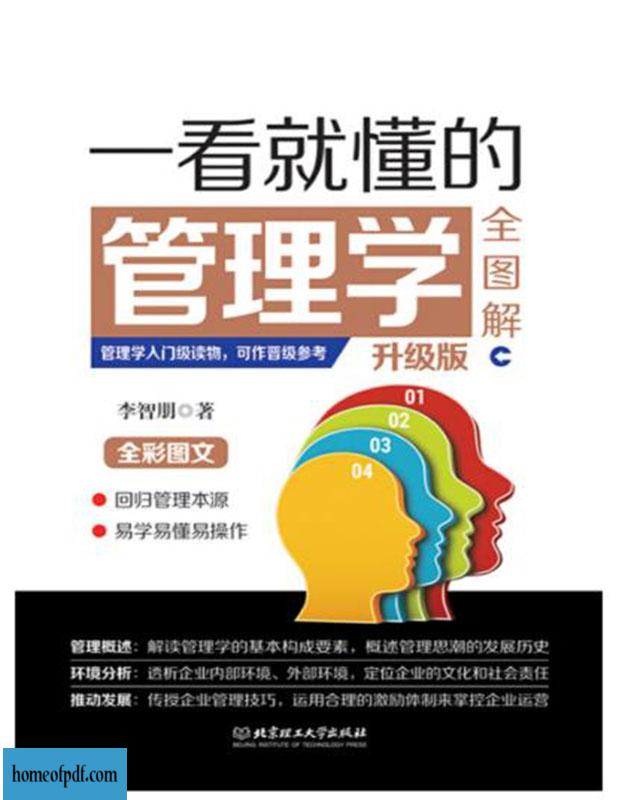 一看就懂的
管理学
全图解
升级版
管理学入门级读物，可作晋级参考
李智朋 著
全彩图文
回归管理本源
易学易懂易操作
01
02
03
04
管理概述：解读管理学的基本构成要素，概述管理思潮的发展历史
环境分析：透析企业内部环境、外部环境，定位企业的文化和社会责任
推动发展：传授企业管理技巧，运用合理的激励体制来掌控企业运营
北京理工大学出版社
BEIJING INSTITUTE OF TECHNOLOGY PRESS
homeofpdf.com